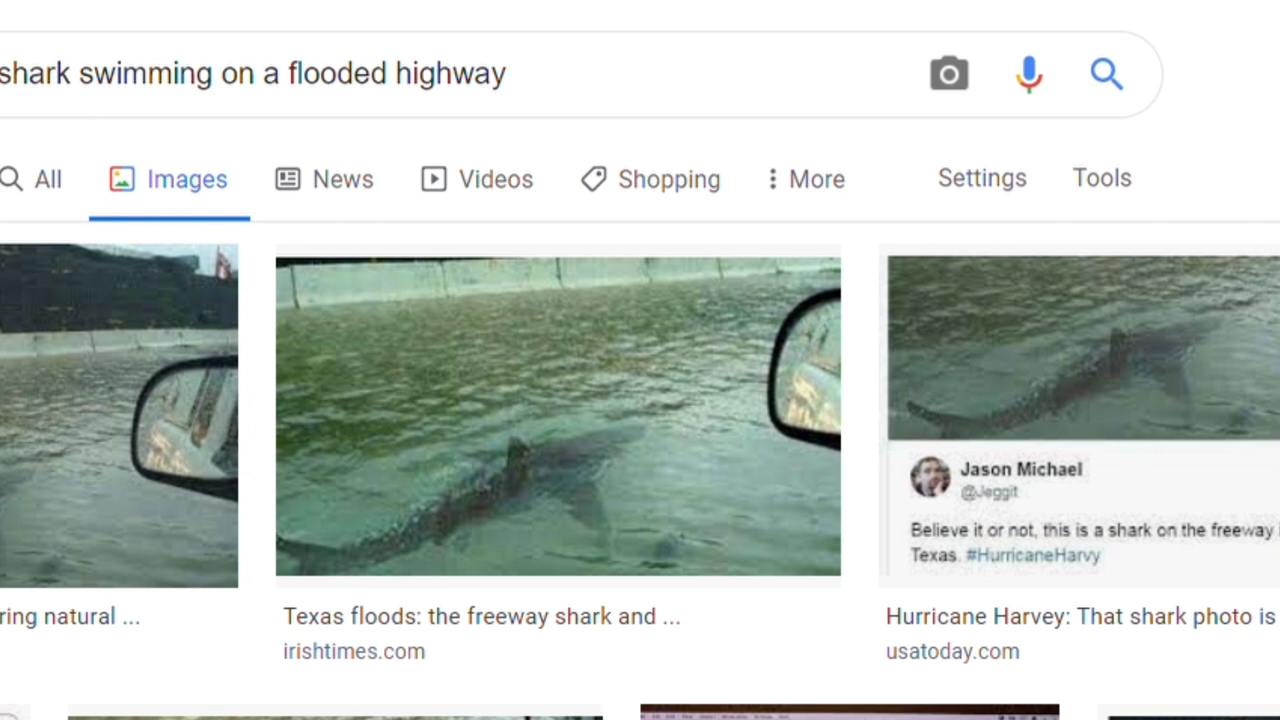 shark swimming on a flooded highway
All Images News Videos Shopping More Settings Tools
Jason Michael
@Jeggit
Believe it or not, this is a shark on the freeway
Texas. #HurricaneHarvy
ring natural ...
Texas floods: the freeway shark and ...
Hurricane Harvey: That shark photo is
irishtimes.com
usatoday.com